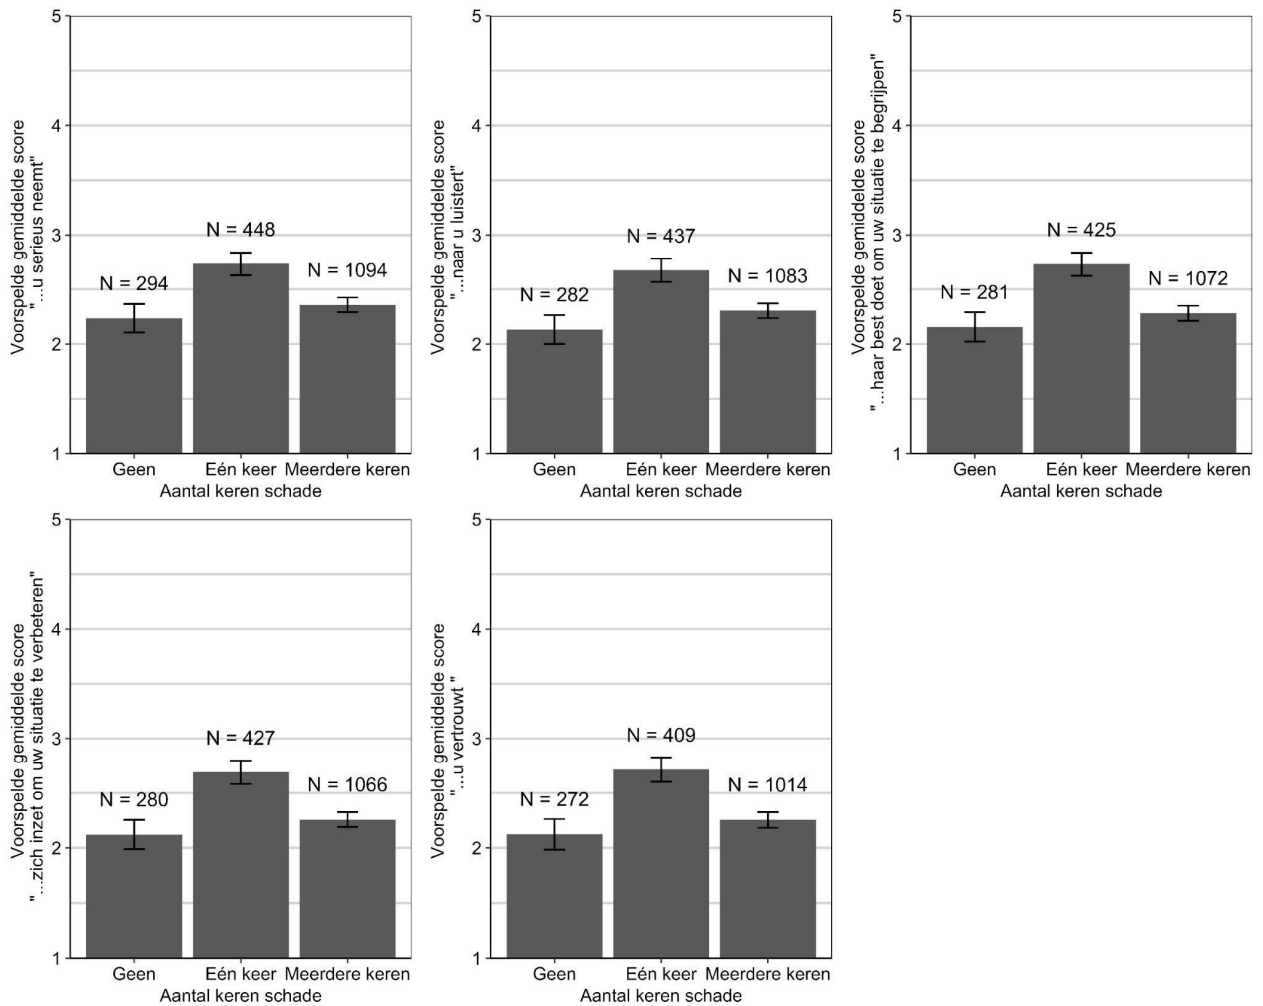 Voorspelde gemiddelde score
"...u serieus neemt"
5
4
3
2
1
N = 294
N = 448
N = 1094
Geen
Eén keer
Meerdere keren
Aantal keren schade
Voorspelde gemiddelde score
"...naar u luistert"
5
4
3
2
1
N = 282
N = 437
N = 1083
Geen
Eén keer
Meerdere keren
Aantal keren schade
Voorspelde gemiddelde score
"...haar best doet om uw situatie te begrijpen"
5
4
3
2
1
N = 281
N = 425
N = 1072
Geen
Eén keer
Meerdere keren
Aantal keren schade
Voorspelde gemiddelde score
"...zich inzet om uw situatie te verbeteren"
5
4
3
2
1
N = 280
N = 427
N = 1066
Geen
Eén keer
Meerdere keren
Aantal keren schade
Voorspelde gemiddelde score
"...u vertrouwt "
5
4
3
2
1
N = 272
N = 409
N = 1014
Geen
Eén keer
Meerdere keren
Aantal keren schade